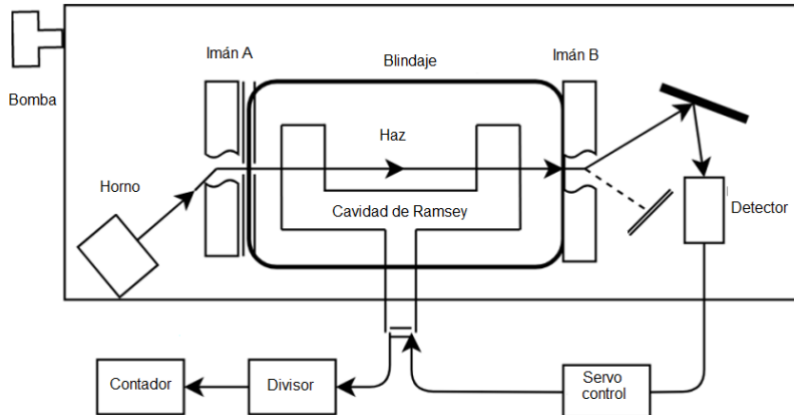 Imán A
Blindaje
Imán B
Bomba
Haz
Horno
Cavidad de Ramsey
Detector
Contador
Divisor
Servo
control